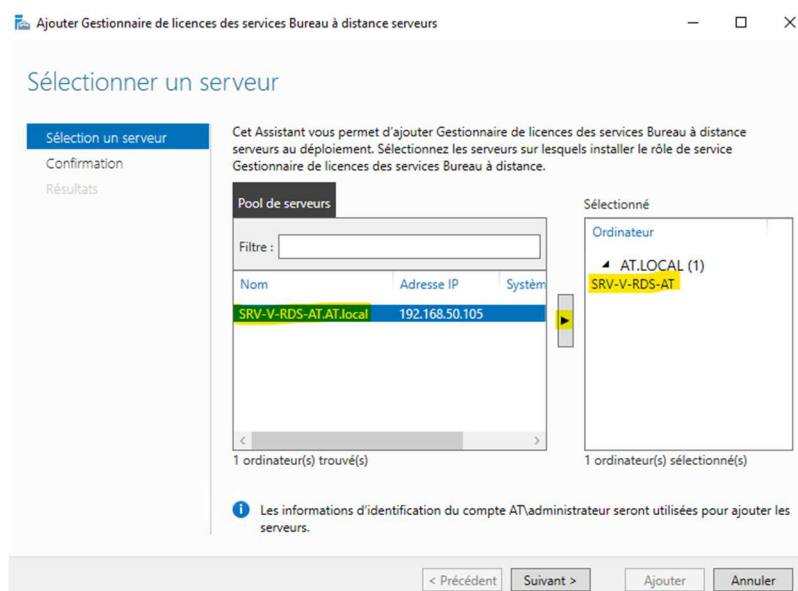 Ajouter Gestionnaire de licences des services Bureau à distance serveurs
Sélectionner un serveur
Sélection un serveur
Confirmation
Résultats
Cet Assistant vous permet d'ajouter Gestionnaire de licences des services Bureau à distance
serveurs au déploiement. Sélectionnez les serveurs sur lesquels installer le rôle de service
Gestionnaire de licences des services Bureau à distance.
Pool de serveurs
Filtre :
Nom Adresse IP Systèm
SRV-V-RDS-AT.AT.local 192.168.50.105
1 ordinateur(s) trouvé(s)
Sélectionné
Ordinateur
AT.LOCAL (1)
SRV-V-RDS-AT
1 ordinateur(s) sélectionné(s)
Les informations d'identification du compte AT\administrateur seront utilisées pour ajouter les
serveurs.
< Précédent Suivant > Ajouter Annuler